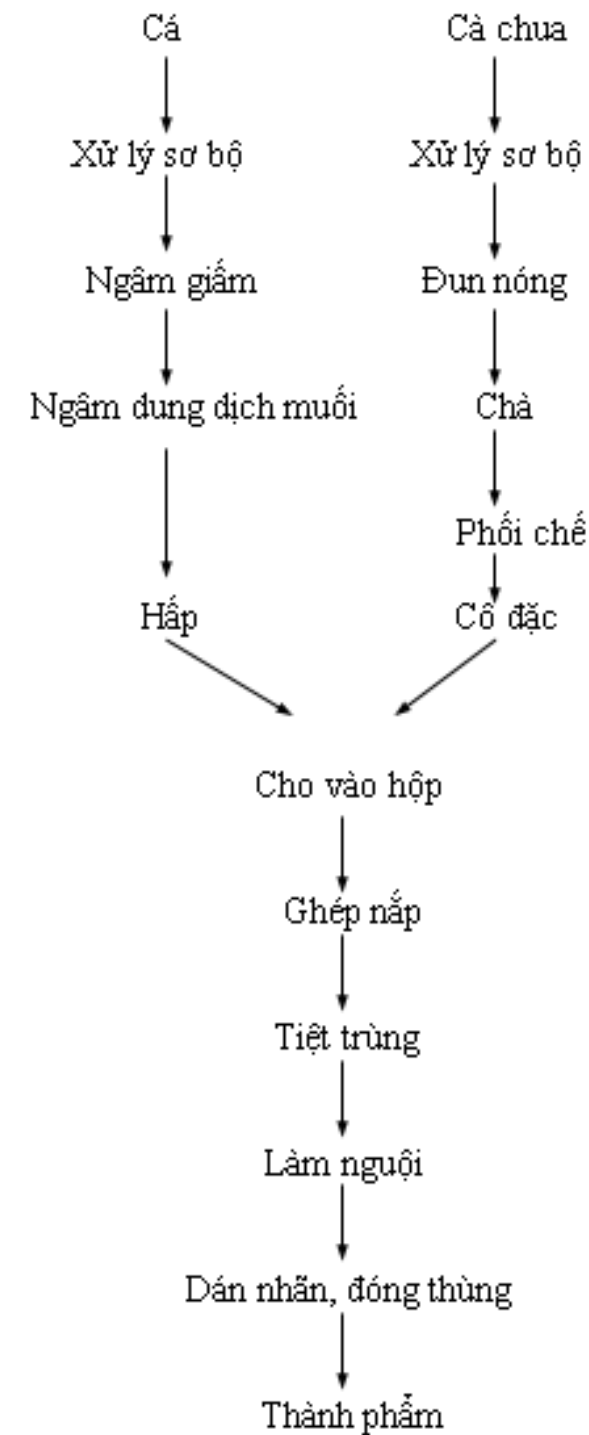 Cá
Cà chua
Xử lý sơ bộ
Xử lý sơ bộ
Ngâm giấm
Đun nóng
Ngâm dung dịch muối
Chà
Phối chế
Hấp
Cô đặc
Cho vào hộp
Ghép nắp
Tiệt trùng
Làm nguội
Dán nhãn, đóng thùng
Thành phẩm